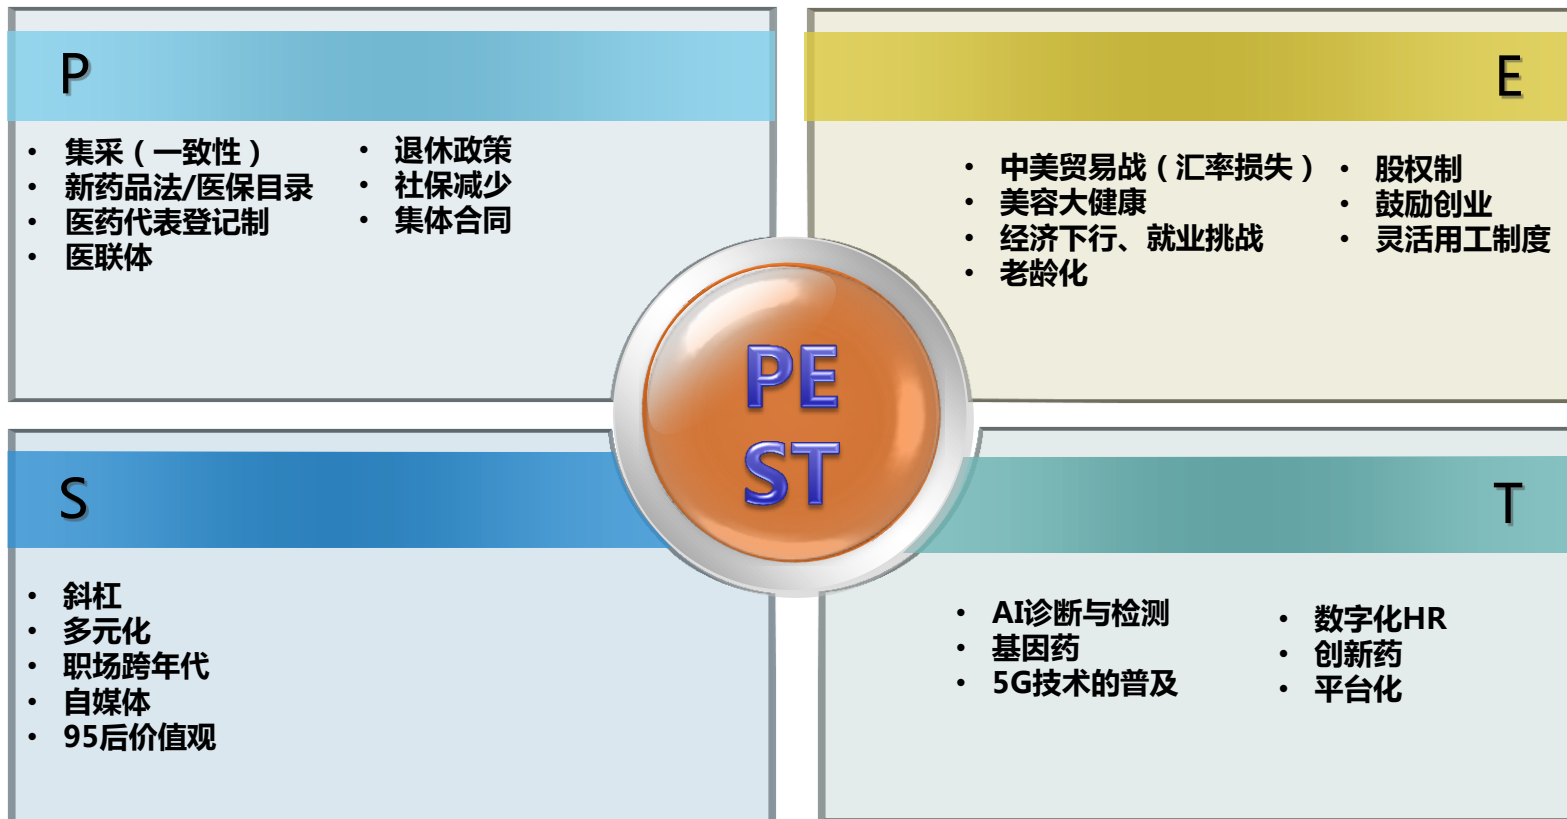 P
• 集采（一致性）
• 新药品法/医保目录
• 医药代表登记制
• 医联体
• 退休政策
• 社保减少
• 集体合同
E
• 中美贸易战（汇率损失）
• 美容大健康
• 经济下行、就业挑战
• 老龄化
• 股权制
• 鼓励创业
• 灵活用工制度
PE
ST
S
• 斜杠
• 多元化
• 职场跨年代
• 自媒体
• 95后价值观
T
• AI诊断与检测
• 基因药
• 5G技术的普及
• 数字化HR
• 创新药
• 平台化